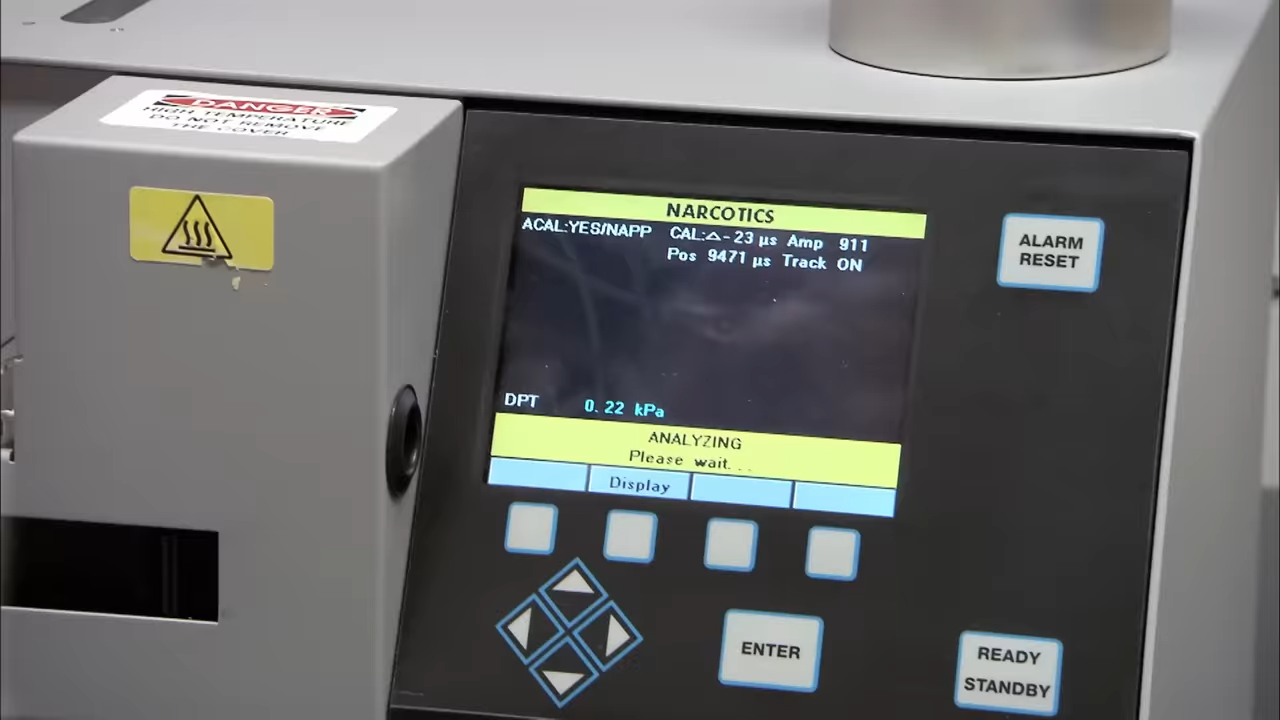 DANGER
HIGH TEMPERATURE
DO NOT REMOVE
THE COVER
NARCOTICS
ACAL:YES/NAPP CAL:△-23 µs Amp 911
Pos 9471 µs Track ON
DPT 0.22 kPa
ANALYZING
Please wait...
Display
ALARM
RESET
ENTER
READY
STANDBY